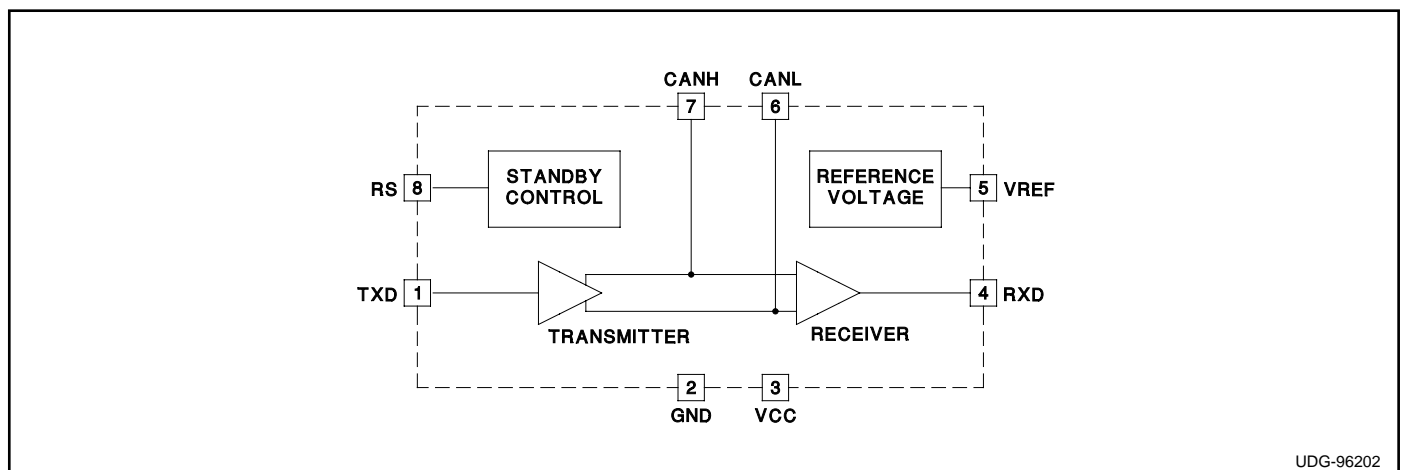 CANH CANL
7 6
STANDBY
CONTROL
REFERENCE
VOLTAGE
RS 8
5 VREF
TXD 1
4 RXD
TRANSMITTER
RECEIVER
2 3
GND VCC
UDG-96202